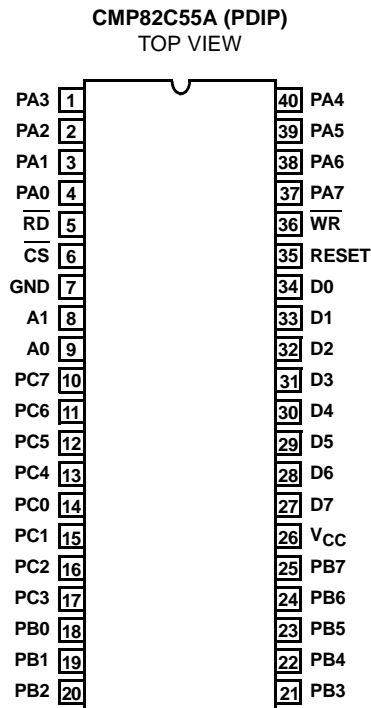 CMP82C55A (PDIP)
TOP VIEW
PA3 1 40 PA4
PA2 2 39 PA5
PA1 3 38 PA6
PA0 4 37 PA7
RD 5 36 WR
CS 6 35 RESET
GND 7 34 D0
A1 8 33 D1
A0 9 32 D2
PC7 10 31 D3
PC6 11 30 D4
PC5 12 29 D5
PC4 13 28 D6
PC0 14 27 D7
PC1 15 26 VCC
PC2 16 25 PB7
PC3 17 24 PB6
PB0 18 23 PB5
PB1 19 22 PB4
PB2 20 21 PB3